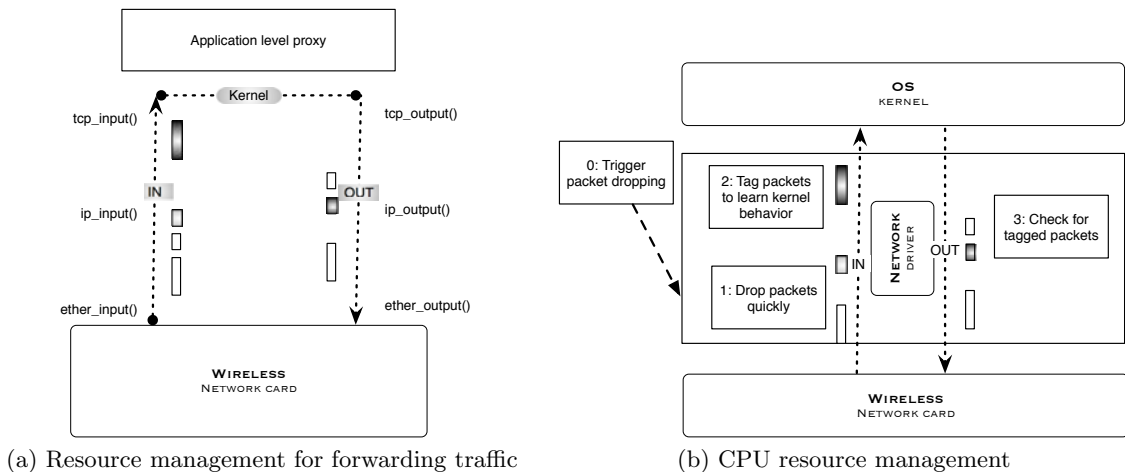 Application level proxy
Kernel
tcp_input()
tcp_output()
IN
OUT
ip_input()
ip_output()
ether_input()
ether_output()
WIRELESS
NETWORK CARD
(a) Resource management for forwarding traffic
OS
KERNEL
0: Trigger
packet dropping
2: Tag packets
to learn kernel
behavior
NETWORK
DRIVER
3: Check for
tagged packets
IN
OUT
1: Drop packets
quickly
WIRELESS
NETWORK CARD
(b) CPU resource management